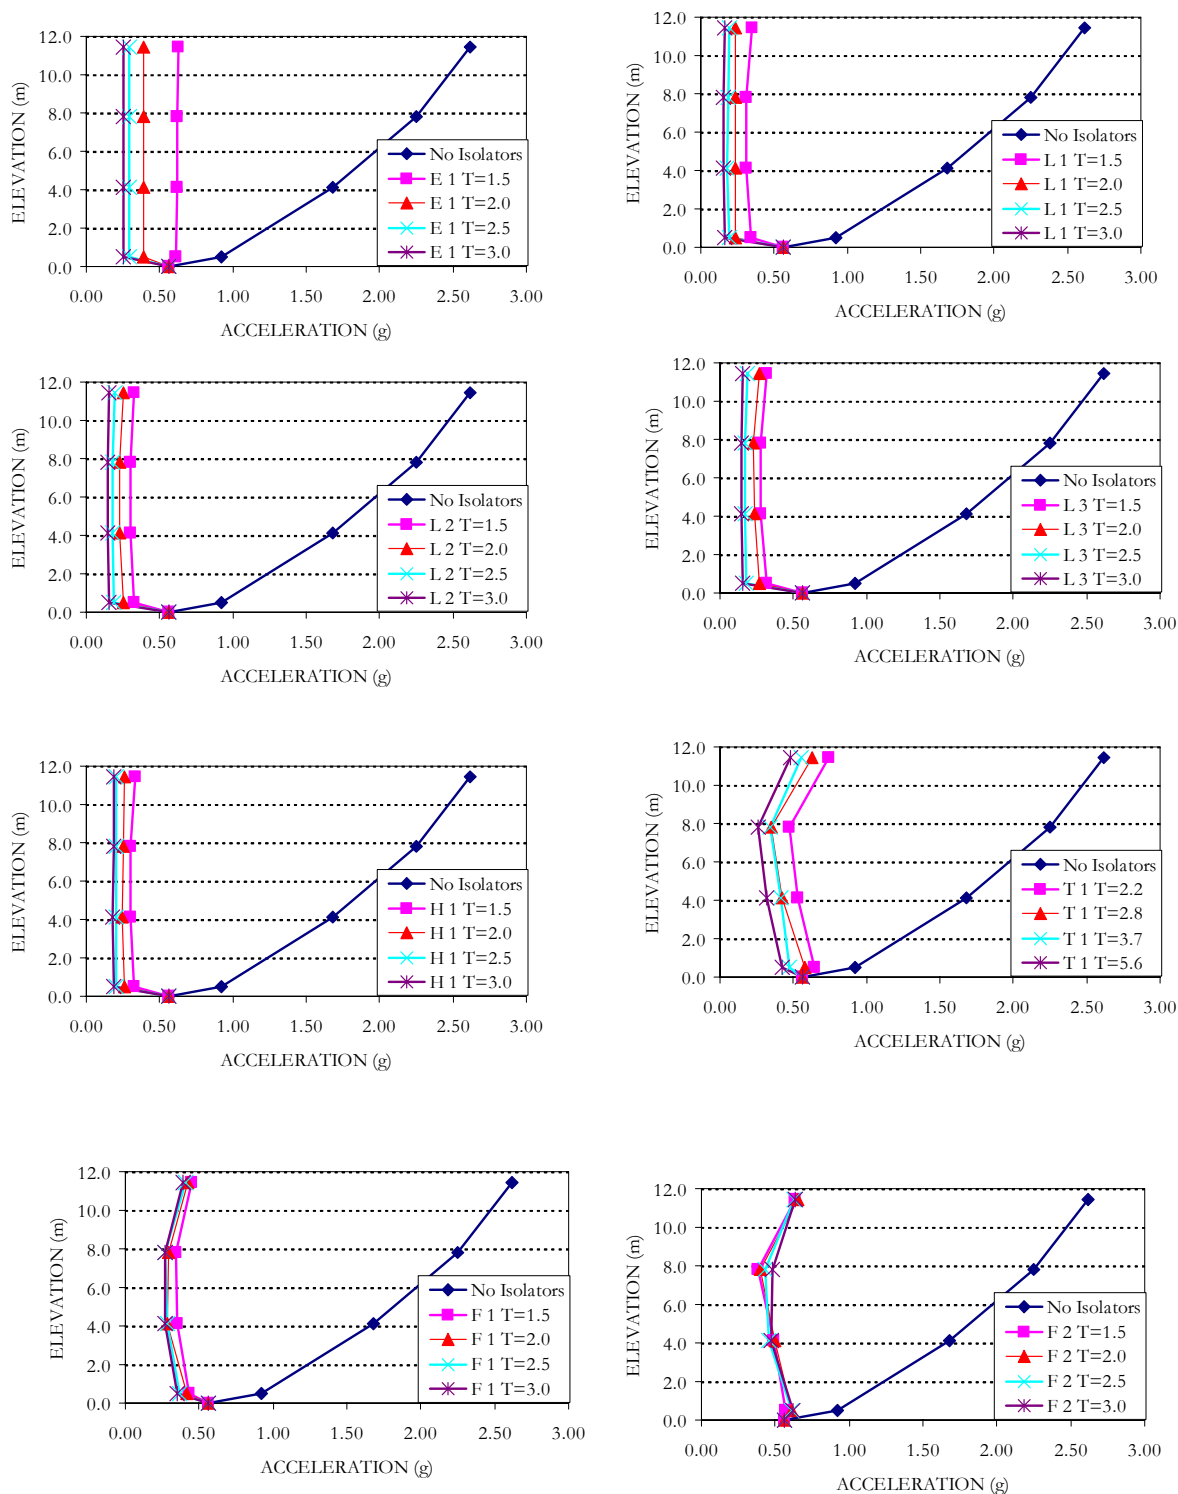 12.0
10.0
8.0
6.0
4.0
2.0
0.0
0.00 0.50 1.00 1.50 2.00 2.50 3.00
ACCELERATION (g)
ELEVATION (m)
No Isolators
E 1 T=1.5
E 1 T=2.0
E 1 T=2.5
E 1 T=3.0
12.0
10.0
8.0
6.0
4.0
2.0
0.0
0.00 0.50 1.00 1.50 2.00 2.50 3.00
ACCELERATION (g)
ELEVATION (m)
No Isolators
L 1 T=1.5
L 1 T=2.0
L 1 T=2.5
L 1 T=3.0
12.0
10.0
8.0
6.0
4.0
2.0
0.0
0.00 0.50 1.00 1.50 2.00 2.50 3.00
ACCELERATION (g)
ELEVATION (m)
No Isolators
L 2 T=1.5
L 2 T=2.0
L 2 T=2.5
L 2 T=3.0
12.0
10.0
8.0
6.0
4.0
2.0
0.0
0.00 0.50 1.00 1.50 2.00 2.50 3.00
ACCELERATION (g)
ELEVATION (m)
No Isolators
L 3 T=1.5
L 3 T=2.0
L 3 T=2.5
L 3 T=3.0
12.0
10.0
8.0
6.0
4.0
2.0
0.0
0.00 0.50 1.00 1.50 2.00 2.50 3.00
ACCELERATION (g)
ELEVATION (m)
No Isolators
H 1 T=1.5
H 1 T=2.0
H 1 T=2.5
H 1 T=3.0
12.0
10.0
8.0
6.0
4.0
2.0
0.0
0.00 0.50 1.00 1.50 2.00 2.50 3.00
ACCELERATION (g)
ELEVATION (m)
No Isolators
T 1 T=2.2
T 1 T=2.8
T 1 T=3.7
T 1 T=5.6
12.0
10.0
8.0
6.0
4.0
2.0
0.0
0.00 0.50 1.00 1.50 2.00 2.50 3.00
ACCELERATION (g)
ELEVATION (m)
No Isolators
F 1 T=1.5
F 1 T=2.0
F 1 T=2.5
F 1 T=3.0
12.0
10.0
8.0
6.0
4.0
2.0
0.0
0.00 0.50 1.00 1.50 2.00 2.50 3.00
ACCELERATION (g)
ELEVATION (m)
No Isolators
F 2 T=1.5
F 2 T=2.0
F 2 T=2.5
F 2 T=3.0